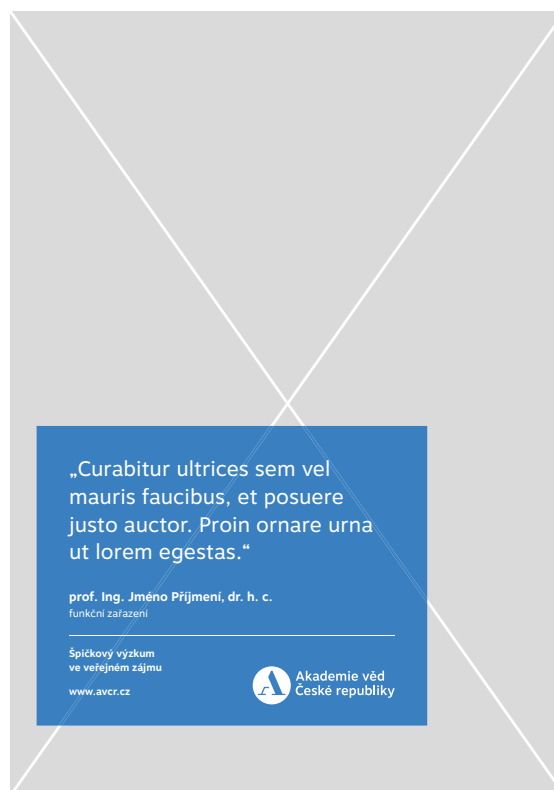 „Curabitur ultrices sem vel
mauris faucibus, et posuere
justo auctor. Proin ornare urna
ut lorem egestas.“
prof. Ing. Jméno Příjmení, dr. h. c.
funkční zařazení
Špičkový výzkum
ve veřejném zájmu
www.avcr.cz
Akademie věd
České republiky